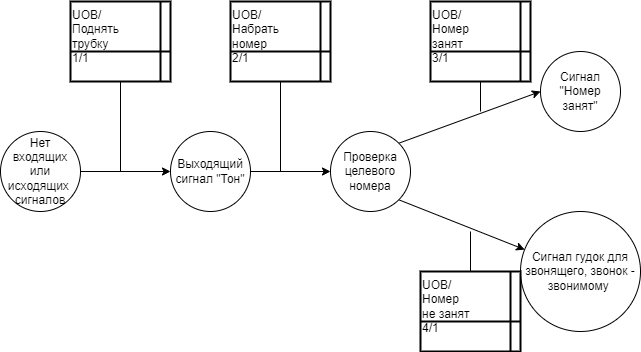 UOB/
Поднять
трубку
1/1
UOB/
Набрать
номер
2/1
UOB/
Номер
занят
3/1
Сигнал
"Номер
занят"
Нет
входящих
или
исходящих
сигналов
Выходящий
сигнал "Тон"
Проверка
целевого
номера
Сигнал гудок для
звонящего, звонок -
звонимому
UOB/
Номер
не занят
4/1